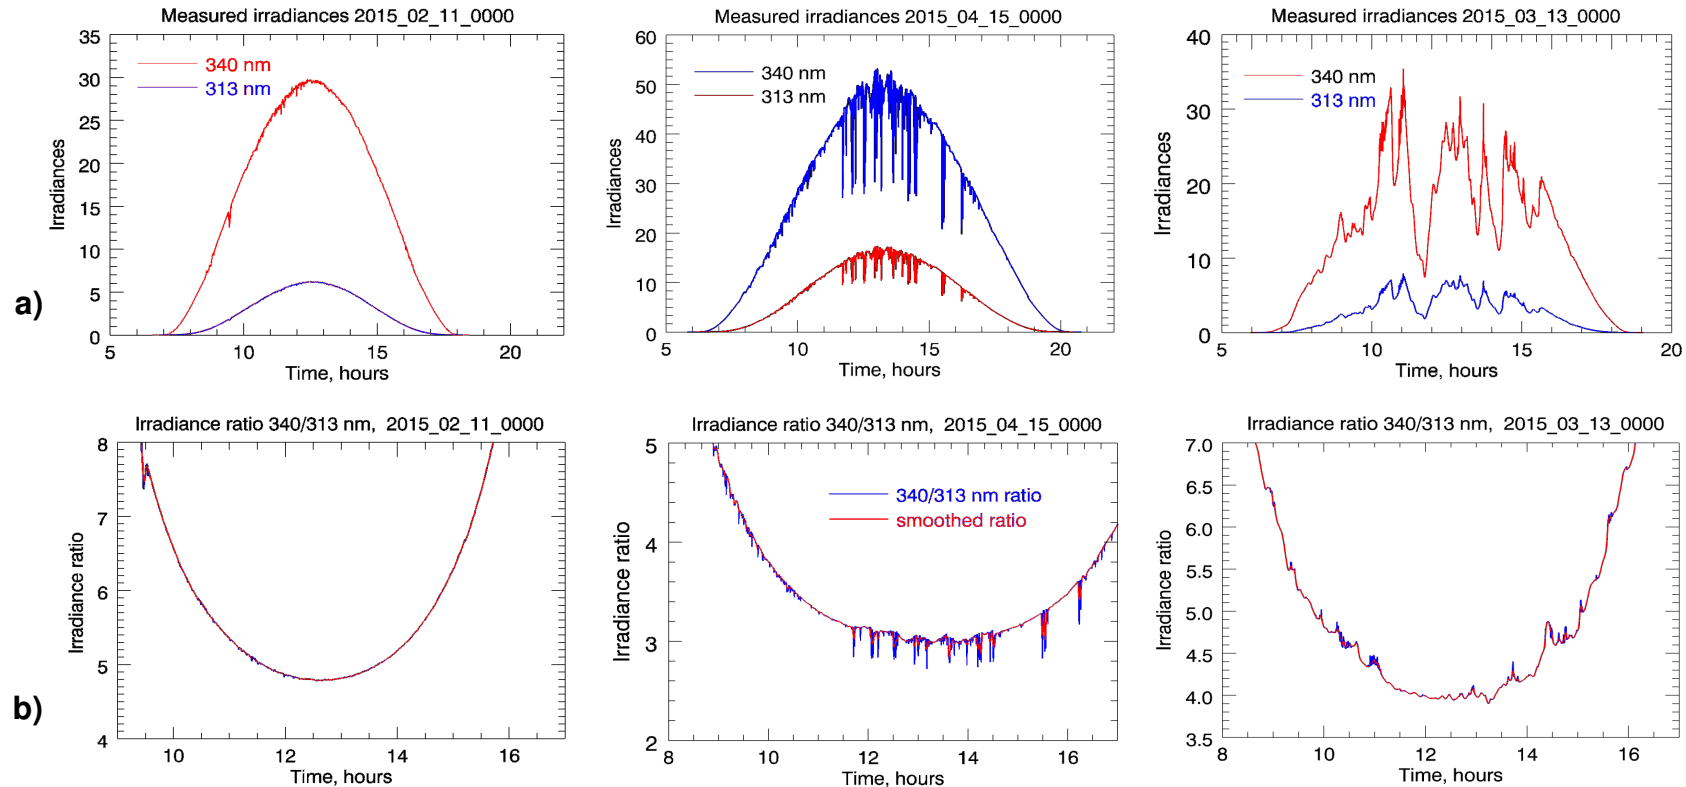 Measured irradiances 2015_02_11_0000
35
30
25
20
15
10
5
0
5
10
15
20
Irradiances
Time, hours
340 nm
313 nm
Measured irradiances 2015_04_15_0000
60
50
40
30
20
10
0
5
10
15
20
Irradiances
Time, hours
340 nm
313 nm
Measured irradiances 2015_03_13_0000
40
30
20
10
0
5
10
15
20
Irradiances
Time, hours
340 nm
313 nm
a)
Irradiance ratio 340/313 nm, 2015_02_11_0000
8
7
6
5
4
10
12
14
16
Irradiance ratio
Time, hours
Irradiance ratio 340/313 nm, 2015_04_15_0000
5
4
3
2
8
10
12
14
16
Irradiance ratio
Time, hours
340/313 nm ratio
smoothed ratio
Irradiance ratio 340/313 nm, 2015_03_13_0000
7.0
6.5
6.0
5.5
5.0
4.5
4.0
3.5
8
10
12
14
16
Irradiance ratio
Time, hours
b)